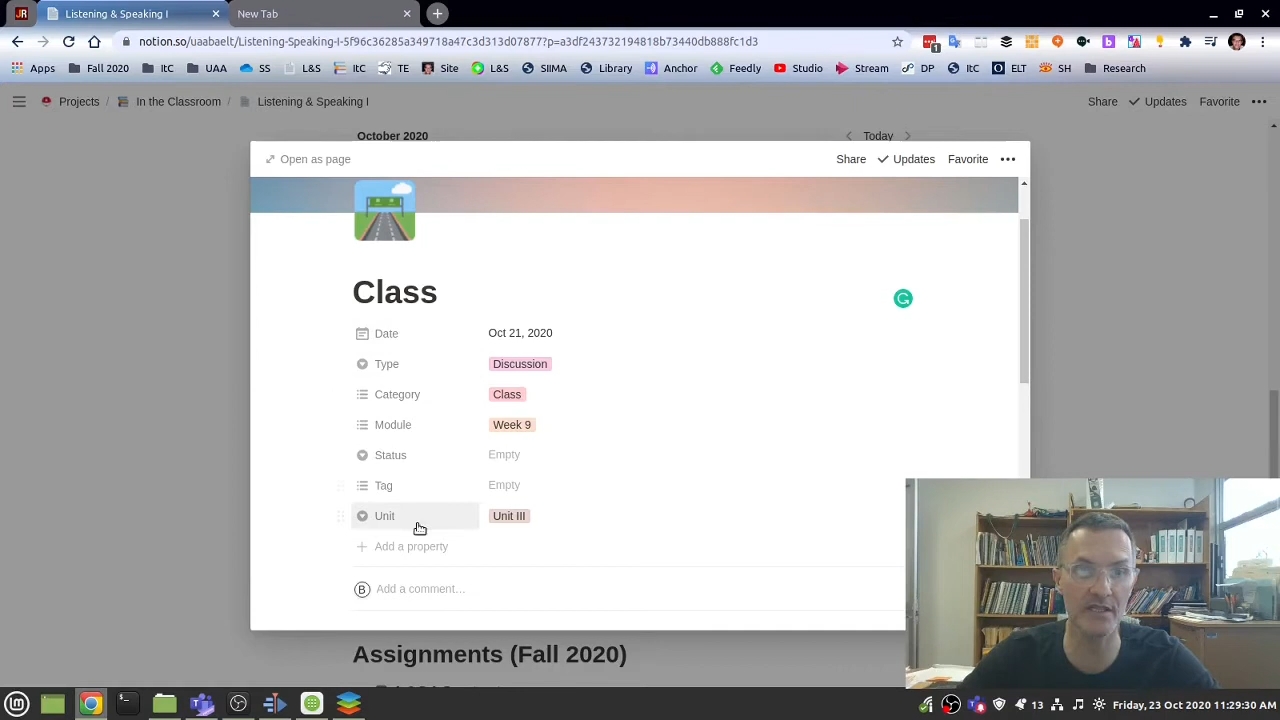 JR
Listening & Speaking I
New Tab
notion.so/uaabaelt/Listening-Speaking-I-5f96c36285a349718a47c3d313d07877?p=a3df243732194818b73440db888fc1d3
Apps
Fall 2020
ItC
UAA
SS
L&S
ItC
TE
Site
L&S
SIIMA
Library
Anchor
Feedly
Studio
Stream
DP
ItC
ELT
SH
Research
Projects / In the Classroom / Listening & Speaking I
Share
Updates
Favorite
October 2020
Today
Open as page
Share
Updates
Favorite
Class
Date
Oct 21, 2020
Type
Discussion
Category
Class
Module
Week 9
Status
Empty
Tag
Empty
Unit
Unit III
Add a property
B
Add a comment…
Assignments (Fall 2020)
13
Friday, 23 Oct 2020, 11:29:30 AM